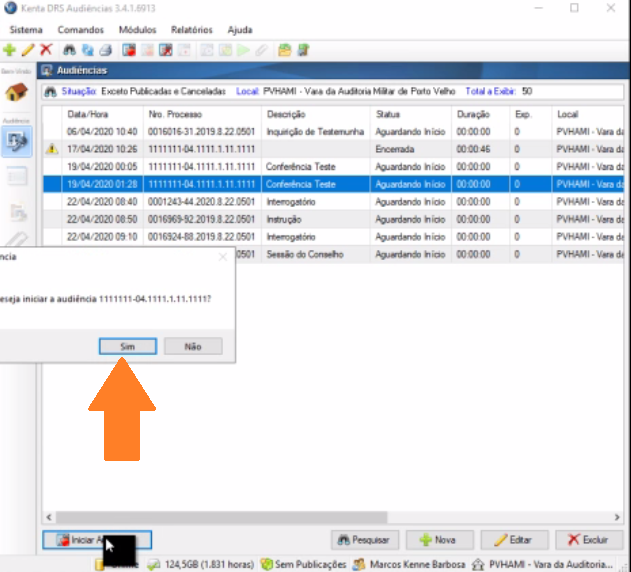 Kenta DRS Audiências 3.4.1.6913
Sistema Comandos Módulos Relatórios Ajuda
Audiências
Situação: Exceto Publicadas e Canceladas Local: PVHAMI - Vara da Auditoria Militar de Porto Velho Total a Exibir: 50
Audiência
Data/Hora Nro. Processo Descrição Status Duração Exp. Local
06/04/2020 10:40 0016016-31.2019.8.22.0501 Inquirição de Testemunha Aguardando Início 00:00:00 0 PVHAMI - Vara da
17/04/2020 10:26 1111111-04.1111.1.11.1111 Encerrada 00:00:46 0 PVHAMI - Vara da
19/04/2020 00:05 1111111-04.1111.1.11.1111 Conferência Teste Aguardando Início 00:00:00 0 PVHAMI - Vara da
19/04/2020 01:28 1111111-04.1111.1.11.1111 Conferência Teste Aguardando Início 00:00:00 0 PVHAMI - Vara da
22/04/2020 08:40 0001243-44.2020.8.22.0501 Interrogatório Aguardando Início 00:00:00 0 PVHAMI - Vara da
22/04/2020 08:50 0016969-92.2019.8.22.0501 Instrução Aguardando Início 00:00:00 0 PVHAMI - Vara da
22/04/2020 09:10 0016924-88.2019.8.22.0501 Interrogatório Aguardando Início 00:00:00 0 PVHAMI - Vara da
0501 Sessão do Conselho Aguardando Início 00:00:00 0 PVHAMI - Vara da
ncia
eseja iniciar a audiência 1111111-04.1111.1.11.1111?
Sim Não
Iniciar A Pesquisar Nova Editar Excluir
124,5GB (1.831 horas) Sem Publicações Marcos Kenne Barbosa PVHAMI - Vara da Auditoria...